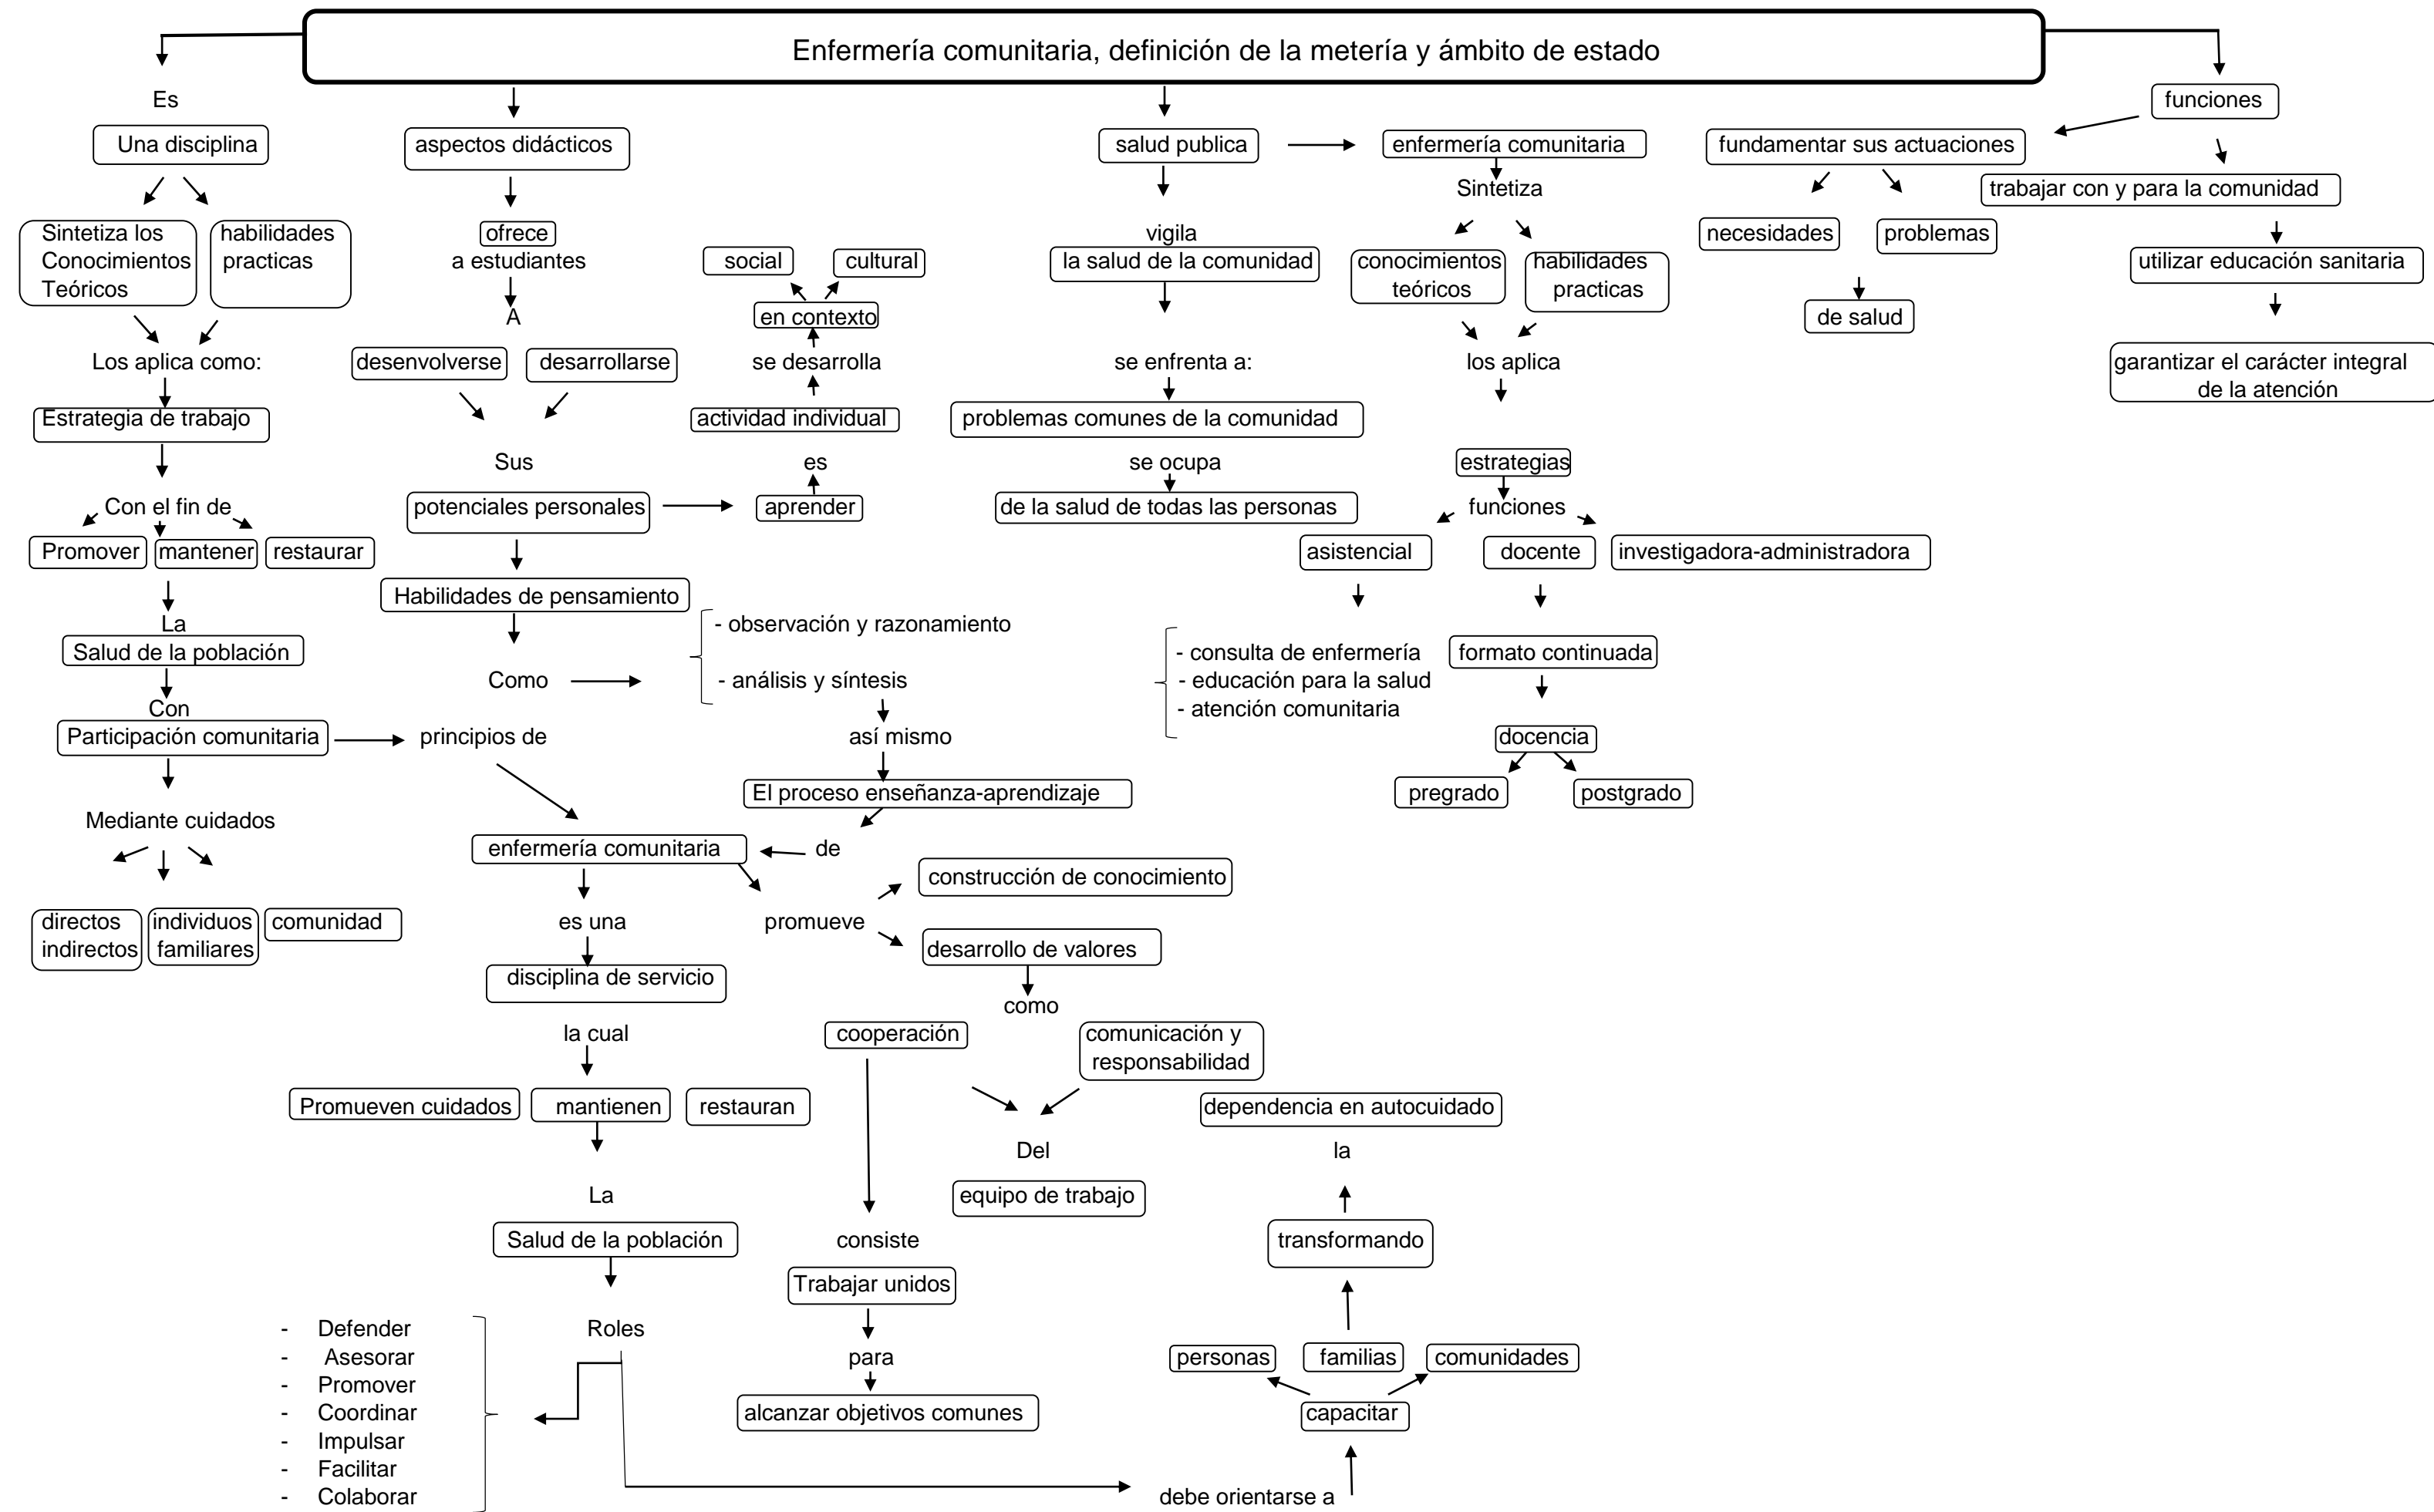 Enfermería comunitaria, definición de la metería y ámbito de estado
Es
Una disciplina
Sintetiza los
Conocimientos
Teóricos
habilidades
practicas
Los aplica como:
Estrategia de trabajo
Con el fin de
Promover
mantener
restaurar
La
Salud de la población
Con
Participación comunitaria
principios de
Mediante cuidados
directos
indirectos
individuos
familiares
comunidad
aspectos didácticos
ofrece
a estudiantes
A
desenvolverse
desarrollarse
Sus
potenciales personales
aprender
es
actividad individual
se desarrolla
en contexto
social
cultural
Habilidades de pensamiento
Como
- observación y razonamiento
- análisis y síntesis
así mismo
El proceso enseñanza-aprendizaje
de
enfermería comunitaria
es una
disciplina de servicio
la cual
Promueven cuidados
mantienen
restauran
La
Salud de la población
Roles
- Defender
- Asesorar
- Promover
- Coordinar
- Impulsar
- Facilitar
- Colaborar
promueve
construcción de conocimiento
desarrollo de valores
como
cooperación
comunicación y
responsabilidad
Del
equipo de trabajo
consiste
Trabajar unidos
para
alcanzar objetivos comunes
debe orientarse a
capacitar
personas
familias
comunidades
transformando
la
dependencia en autocuidado
salud publica
vigila
la salud de la comunidad
se enfrenta a:
problemas comunes de la comunidad
se ocupa
de la salud de todas las personas
enfermería comunitaria
Sintetiza
conocimientos
teóricos
habilidades
practicas
los aplica
estrategias
funciones
asistencial
docente
investigadora-administradora
- consulta de enfermería
- educación para la salud
- atención comunitaria
formato continuada
docencia
pregrado
postgrado
funciones
fundamentar sus actuaciones
necesidades
problemas
de salud
trabajar con y para la comunidad
utilizar educación sanitaria
garantizar el carácter integral
de la atención